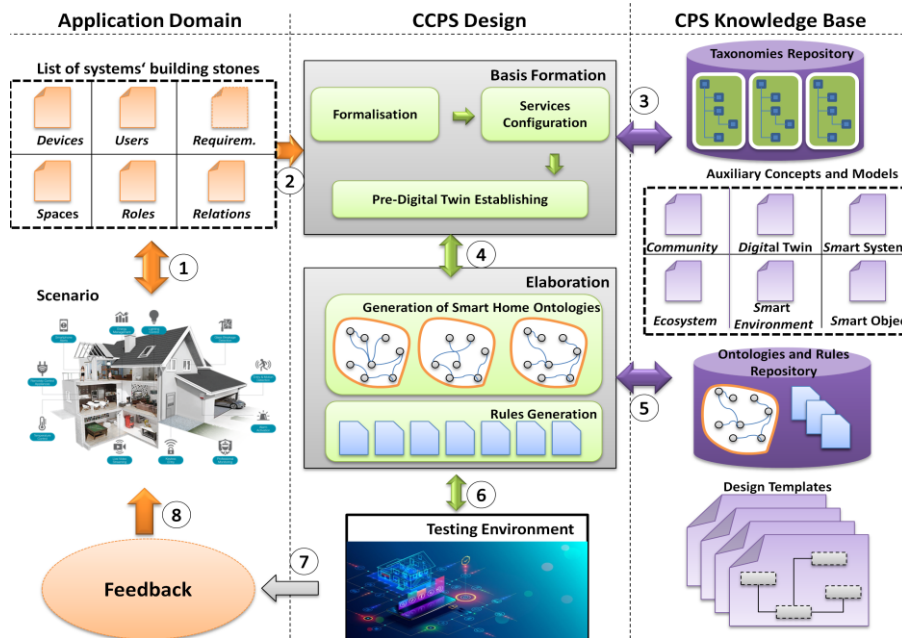 Application Domain
CCPS Design
CPS Knowledge Base
List of systems‘ building stones
Devices
Users
Requirem.
Spaces
Roles
Relations
1
2
Scenario
8
Feedback
7
Basis Formation
Formalisation
Services
Configuration
Pre-Digital Twin Establishing
4
Elaboration
Generation of Smart Home Ontologies
Rules Generation
6
Testing Environment
3
5
Taxonomies Repository
Auxiliary Concepts and Models
Community
Digital Twin
Smart System
Ecosystem
Smart
Environment
Smart Objec
Ontologies and Rules
Repository
Design Templates